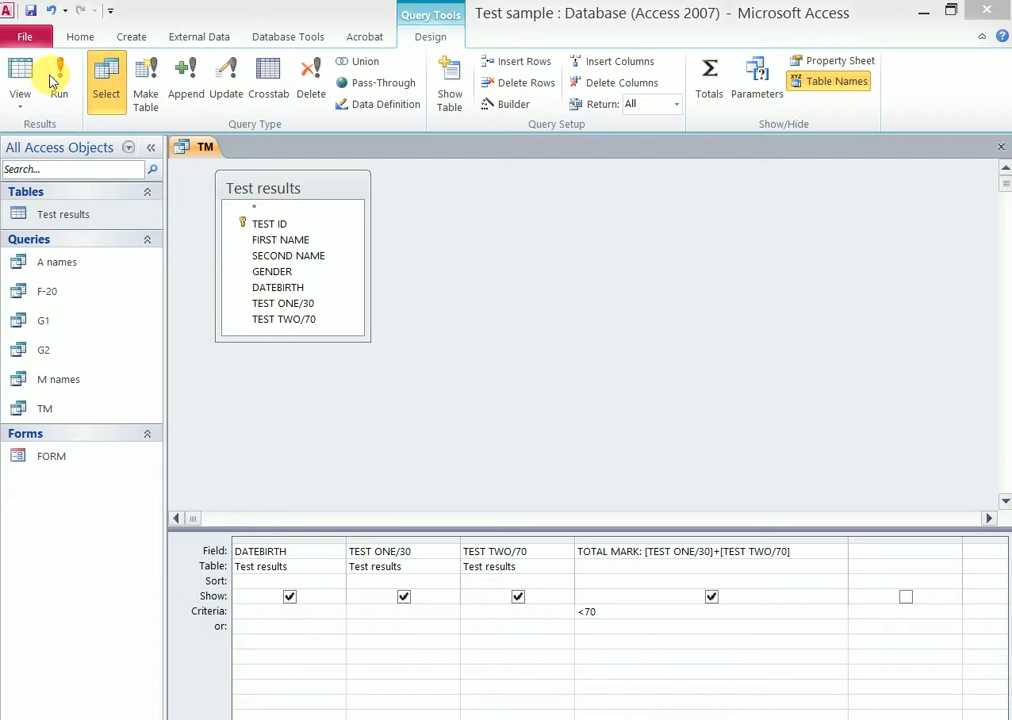 Query Tools
Test sample : Database (Access 2007) - Microsoft Access
File
Home
Create
External Data
Database Tools
Acrobat
Design
View
Run
Results
Select
Make
Table
Append
Update
Crosstab
Delete
Union
Pass-Through
Data Definition
Query Type
Show
Table
Insert Rows
Delete Rows
Builder
Insert Columns
Delete Columns
Return: All
Query Setup
Σ
Totals
Parameters
Property Sheet
XYZ Table Names
Show/Hide
All Access Objects
Search...
Tables
Test results
Queries
A names
F-20
G1
G2
M names
TM
Forms
FORM
TM
Test results
*
TEST ID
FIRST NAME
SECOND NAME
GENDER
DATEBIRTH
TEST ONE/30
TEST TWO/70
Field: DATEBIRTH TEST ONE/30 TEST TWO/70 TOTAL MARK: [TEST ONE/30]+[TEST TWO/70]
Table: Test results Test results Test results
Sort:
Show:
Criteria: <70
or: